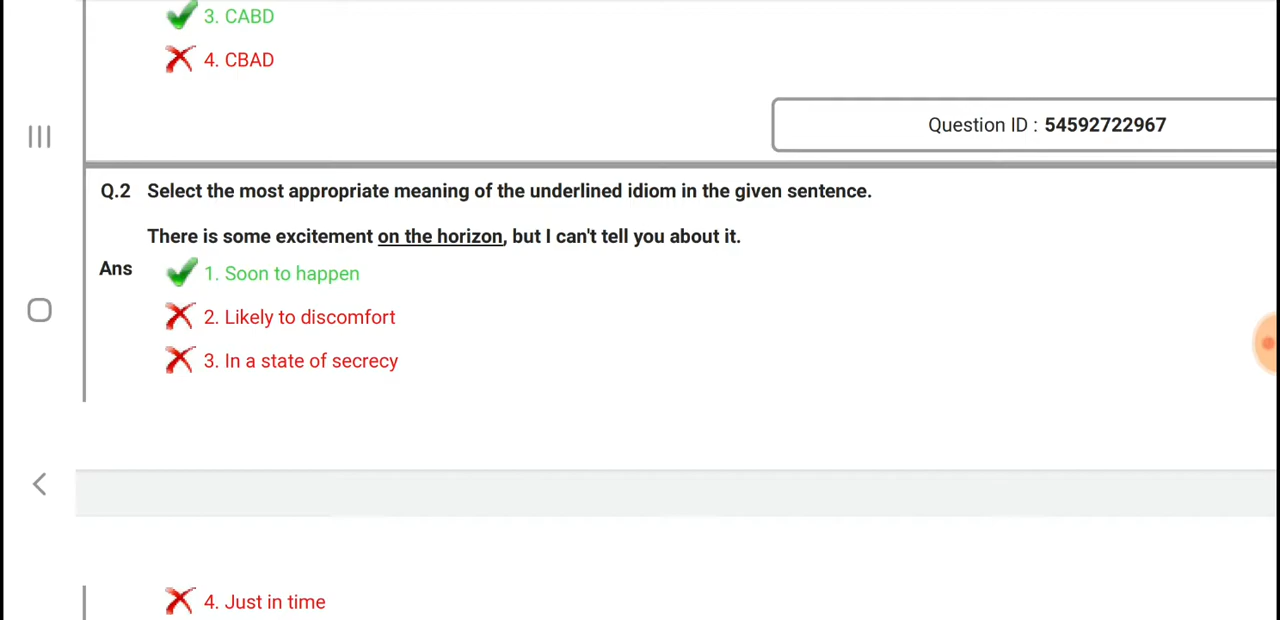 3. CABD
4. CBAD
Question ID : 54592722967
Q.2 Select the most appropriate meaning of the underlined idiom in the given sentence.
There is some excitement on the horizon, but I can't tell you about it.
Ans 1. Soon to happen
2. Likely to discomfort
3. In a state of secrecy
4. Just in time